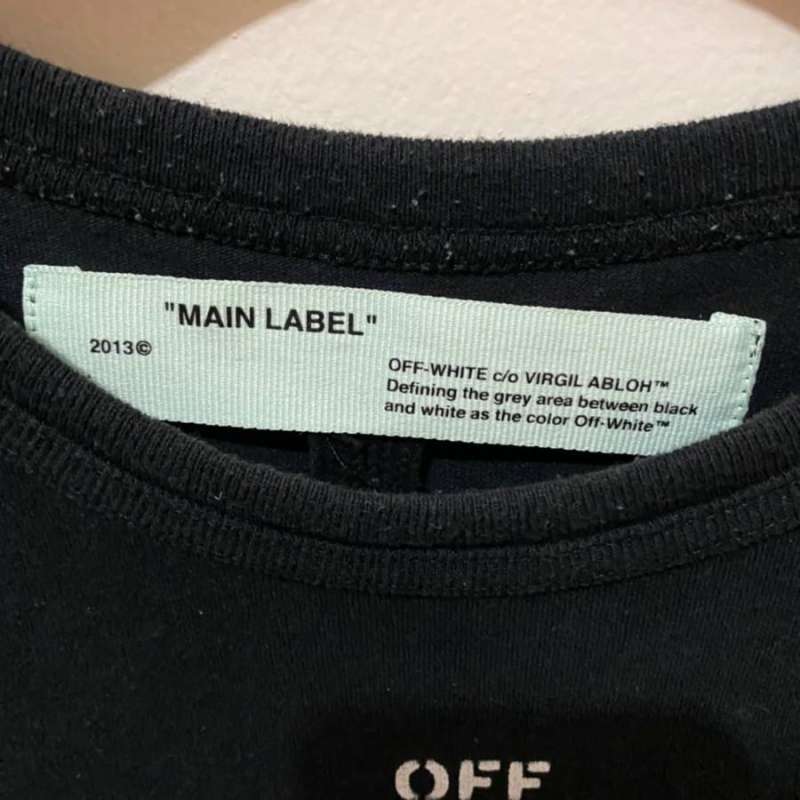 "MAIN LABEL"
2013©
OFF-WHITE c/o VIRGIL ABLOH™
Defining the grey area between black
and white as the color Off-White™
OFF